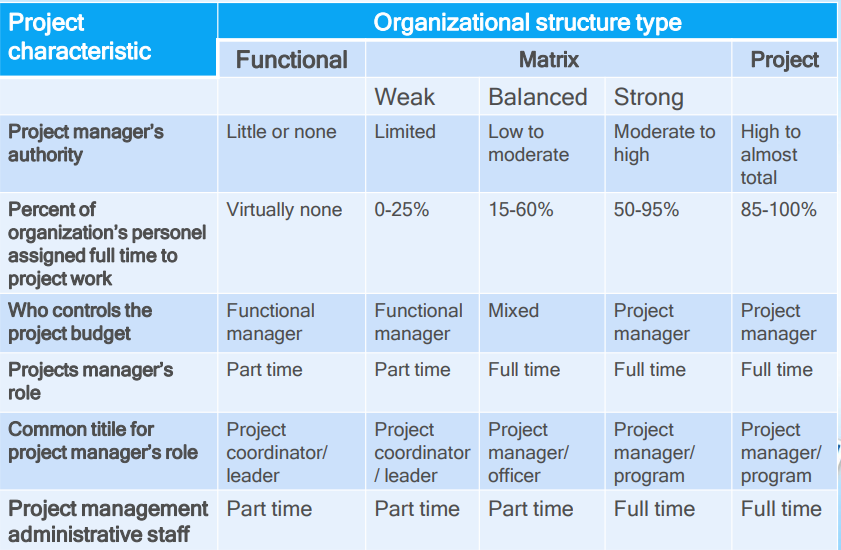 Project characteristic
Organizational structure type
Functional
Matrix
Project
Weak
Balanced
Strong
Project manager's authority
Little or none
Limited
Low to moderate
Moderate to high
High to almost total
Percent of organization's personel assigned full time to project work
Virtually none
0-25%
15-60%
50-95%
85-100%
Who controls the project budget
Functional manager
Functional manager
Mixed
Project manager
Project manager
Projects manager's role
Part time
Part time
Full time
Full time
Full time
Common titile for project manager's role
Project coordinator/ leader
Project coordinator / leader
Project manager/ officer
Project manager/ program
Project manager/ program
Project management administrative staff
Part time
Part time
Part time
Full time
Full time